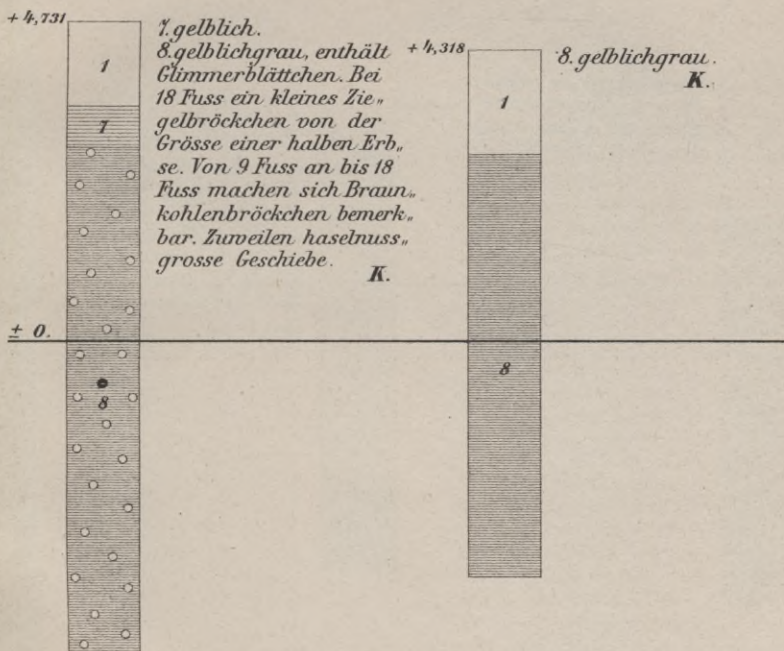 + 4,731
1
7
± 0.
8
7. gelblich.
8. gelblichgrau, enthält
Glimmerblättchen. Bei
18 Fuss ein kleines Zie„
gelbröckchen von der
Grösse einer halben Erb„
se. Von 9 Fuss an bis 18
Fuss machen sich Braun„
kohlenbröckchen bemerk„
bar. Zuweilen haselnuss„
grosse Geschiebe.
K.
+ 4,318
1
8
8. gelblichgrau.
K.